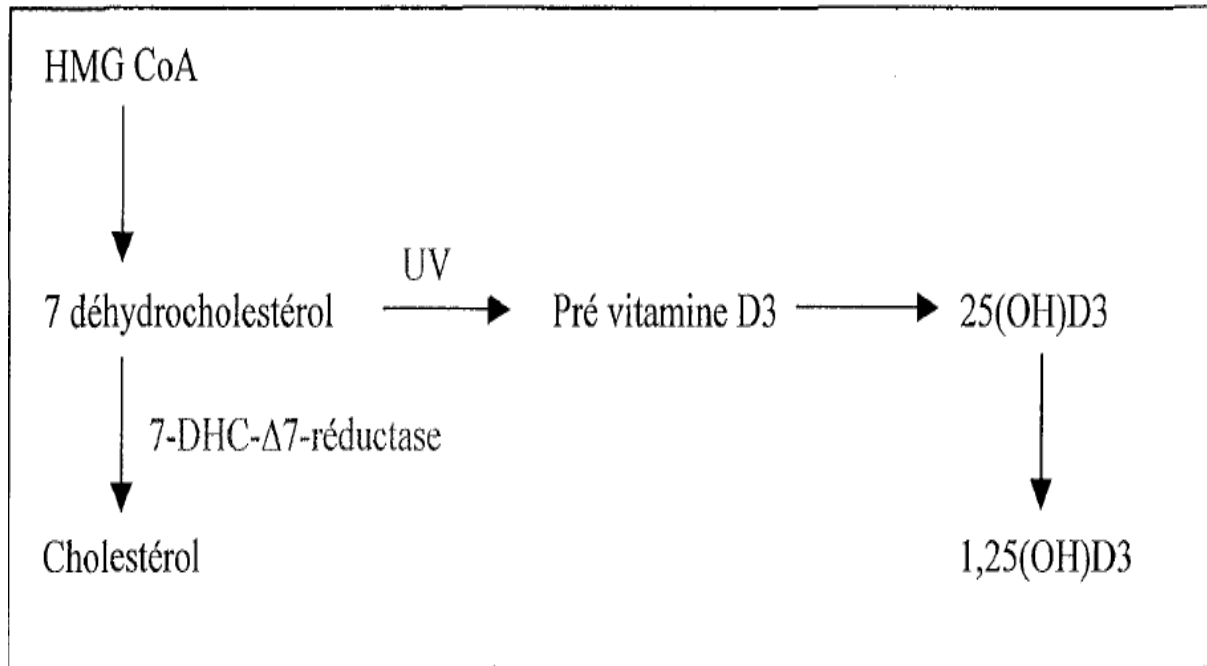 HMG CoA
UV
7 déhydrocholestérol
Pré vitamine D3
25(OH)D3
7-DHC-Δ7-réductase
Cholestérol
1,25(OH)D3